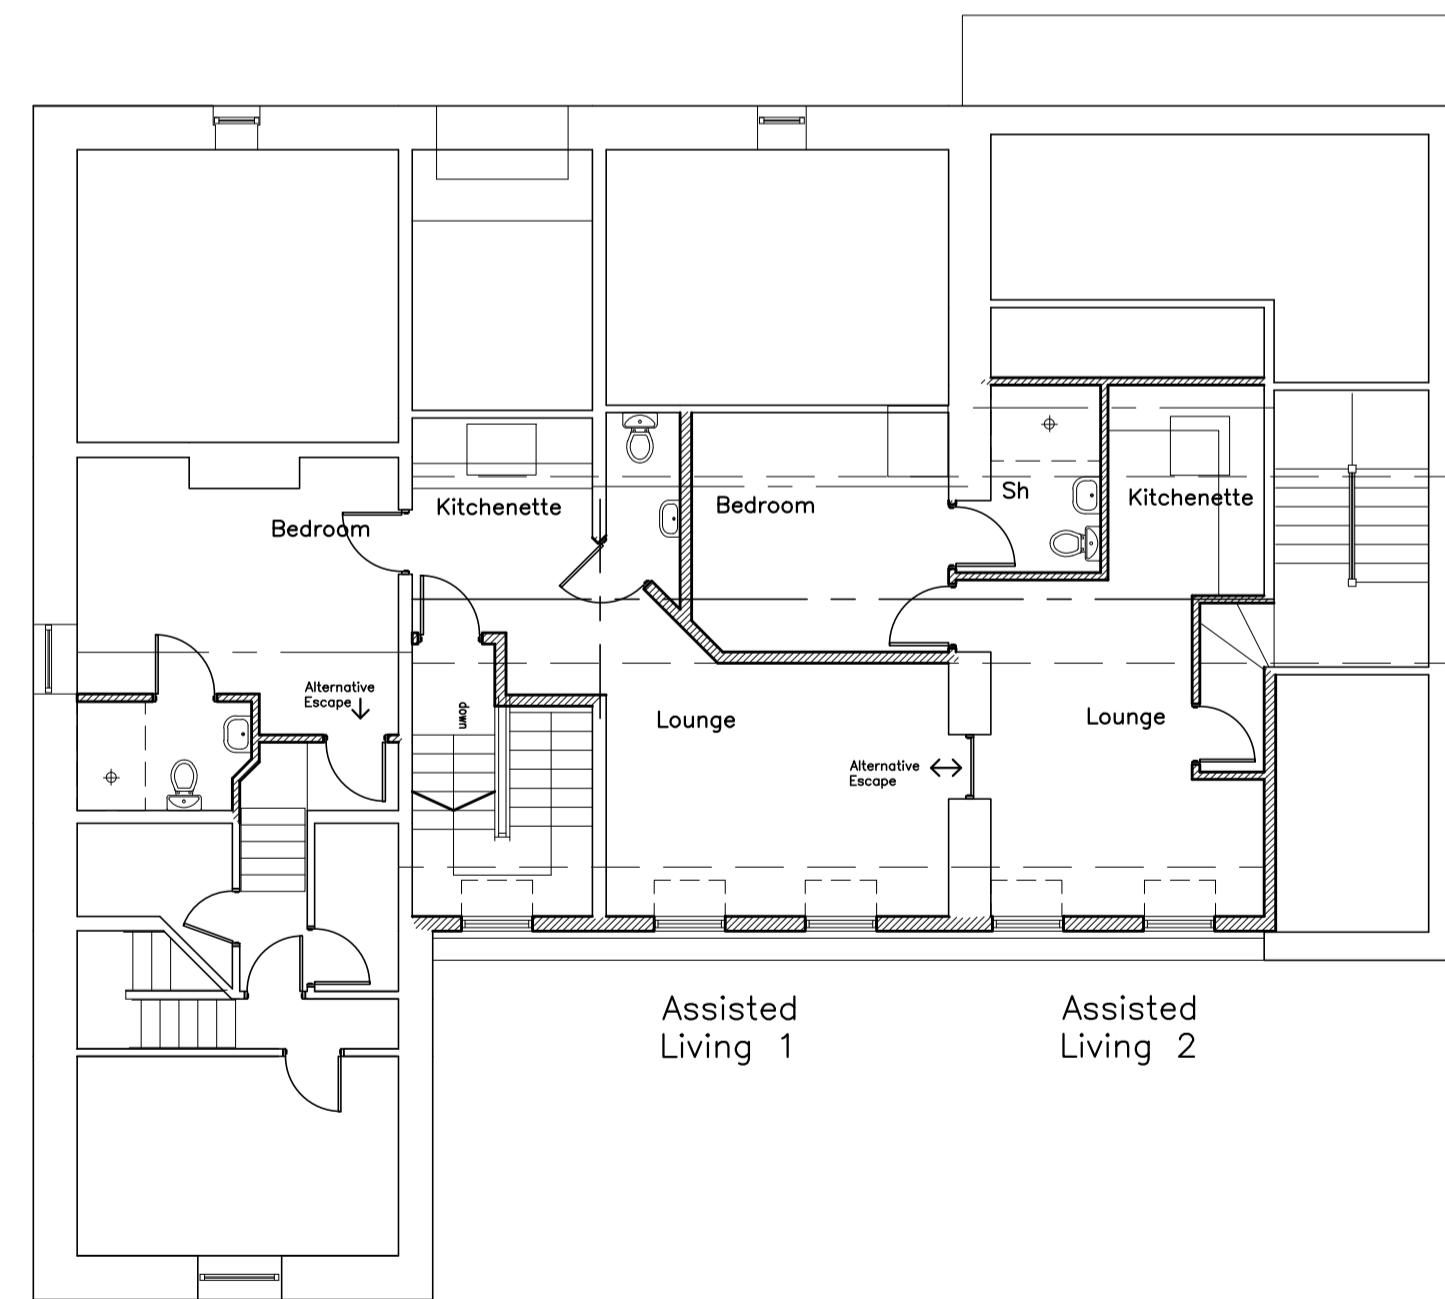 Bedroom
Kitchenette
Bedroom
Sh
Kitchenette
Alternative
Escape
down
Lounge
Lounge
Alternative
Escape
Assisted
Living 1
Assisted
Living 2